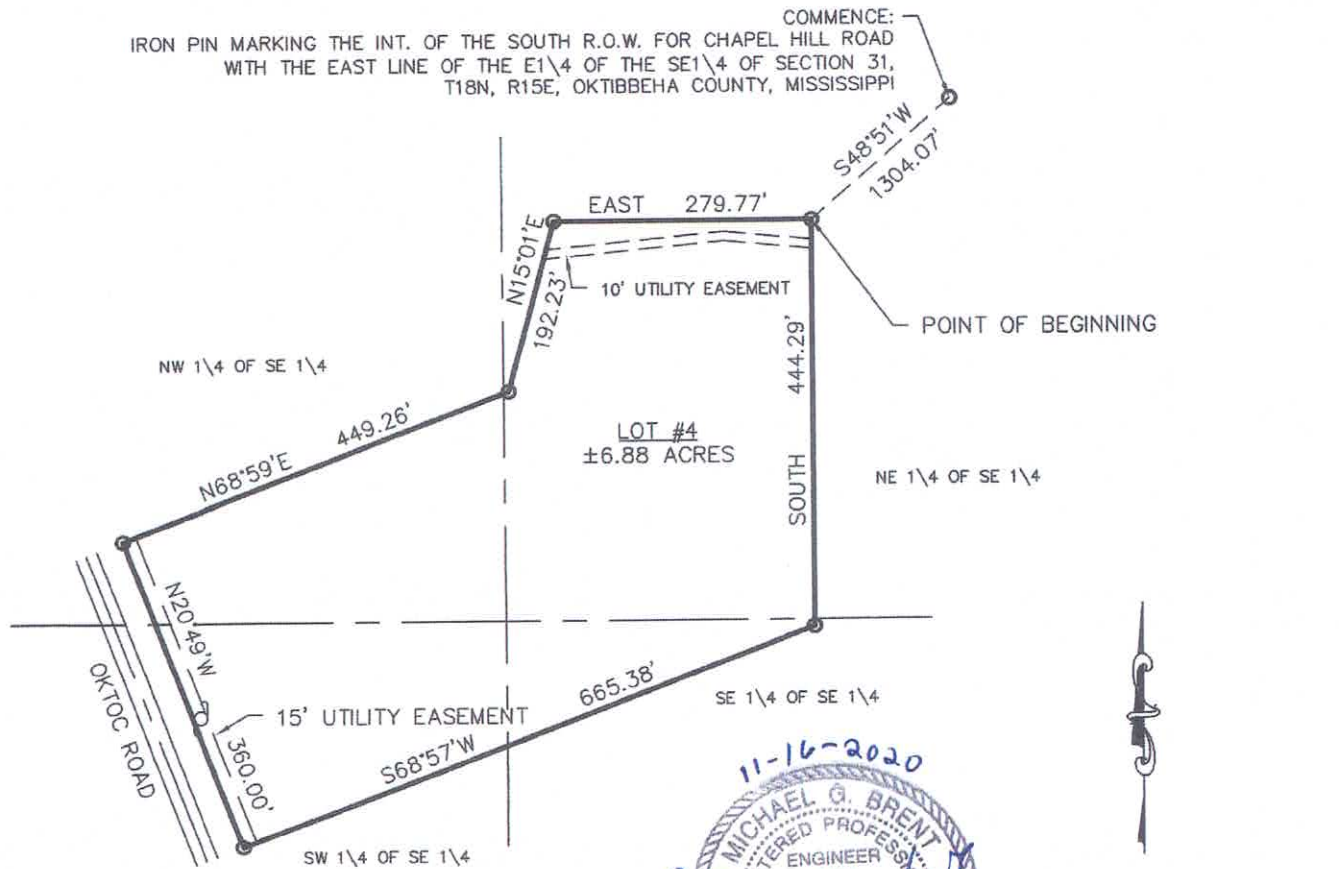 COMMENCE:
IRON PIN MARKING THE INT. OF THE SOUTH R.O.W. FOR CHAPEL HILL ROAD
WITH THE EAST LINE OF THE E1\4 OF THE SE1\4 OF SECTION 31,
T18N, R15E, OKTIBBEHA COUNTY, MISSISSIPPI
S48°51'W
1304.07'
EAST 279.77'
N15°01'E
192.23'
10' UTILITY EASEMENT
POINT OF BEGINNING
444.29'
SOUTH
NW 1\4 OF SE 1\4
449.26'
N68°59'E
LOT #4
±6.88 ACRES
NE 1\4 OF SE 1\4
N20°49'W
360.00'
OKTOC ROAD
15' UTILITY EASEMENT
665.38'
S68°57'W
SE 1\4 OF SE 1\4
SW 1\4 OF SE 1\4
11-16-2020
MICHAEL G. BRENT
ENGINEER